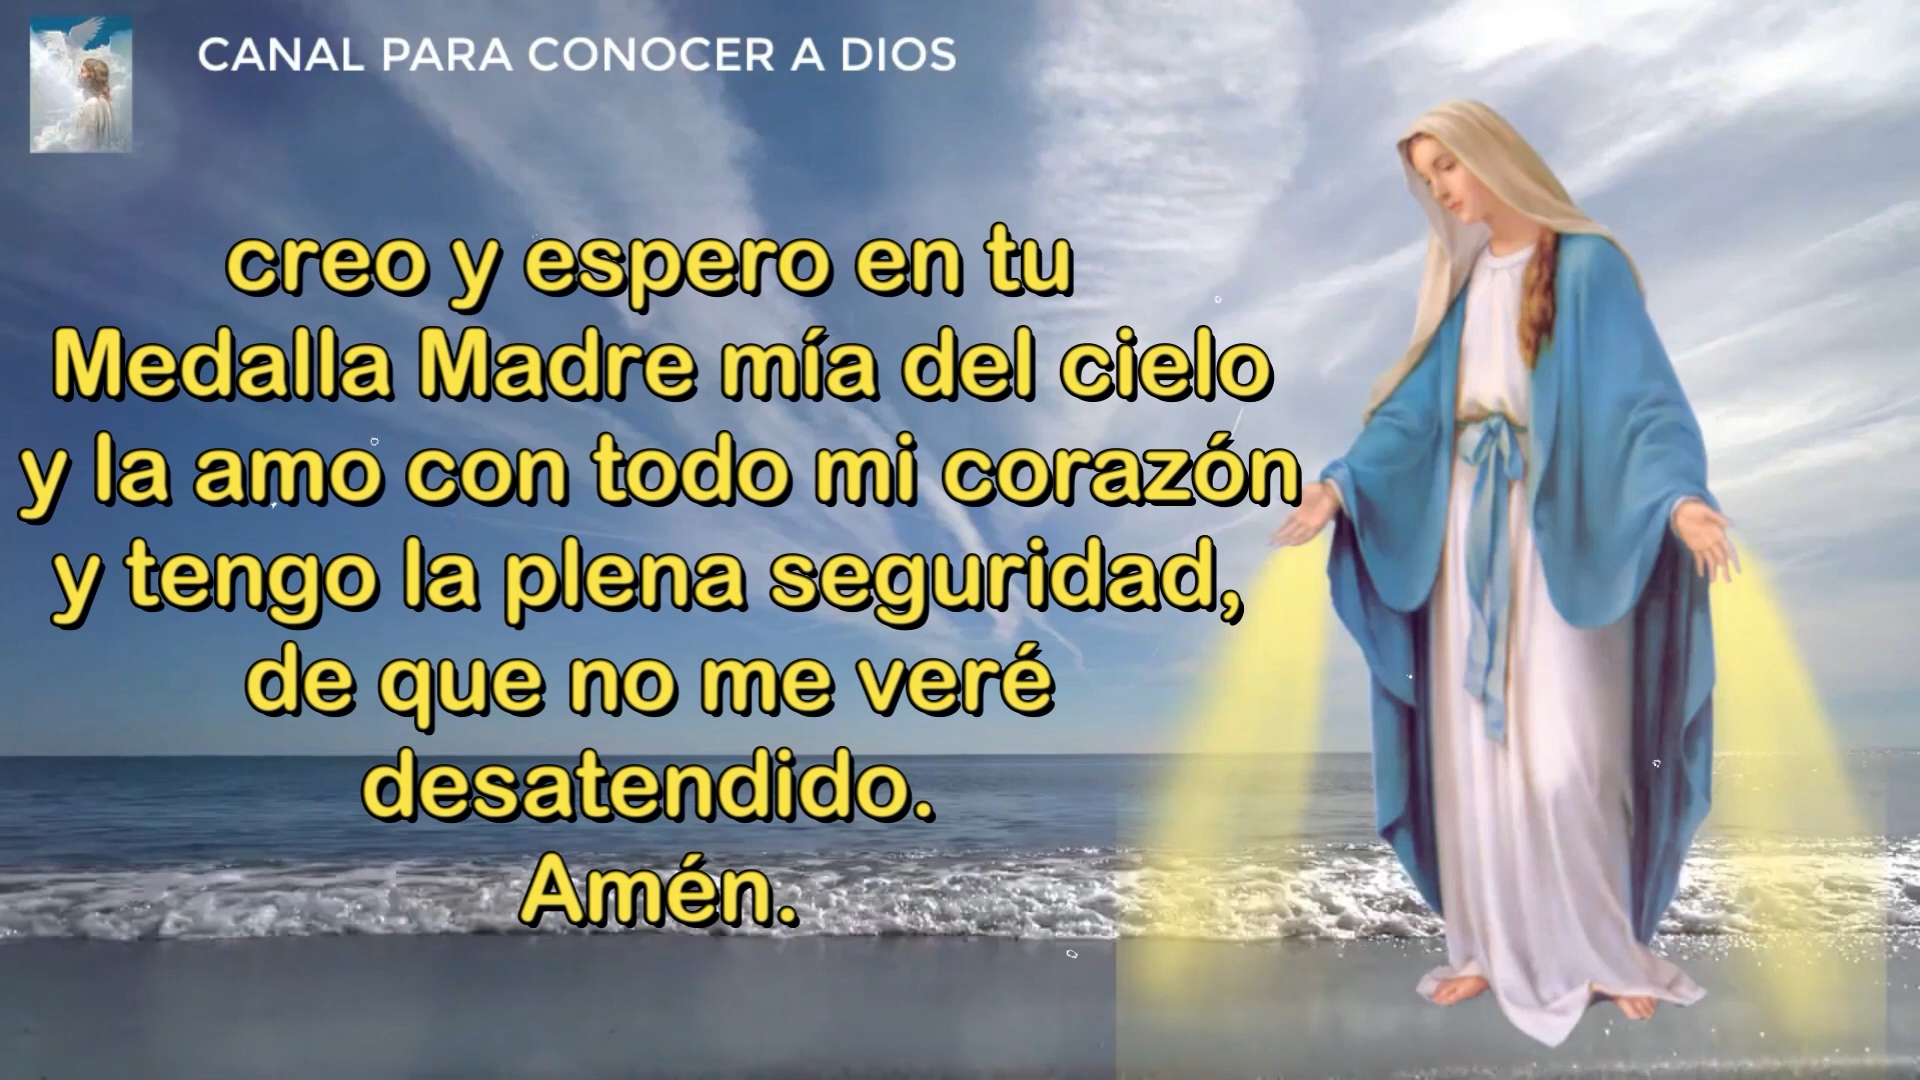 CANAL PARA CONOCER A DIOS
creo y espero en tu
Medalla Madre mía del cielo
y la amo con todo mi corazón
y tengo la plena seguridad,
de que no me veré
desatendido.
Amén.